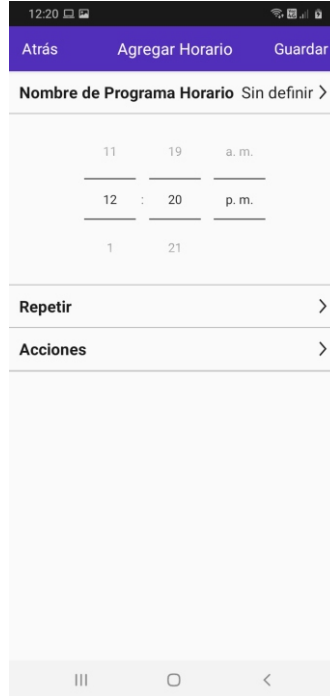 12:20
Atrás Agregar Horario Guardar
Nombre de Programa Horario Sin definir >
11 19 a. m.
12 : 20 p. m.
1 21
Repetir >
Acciones >